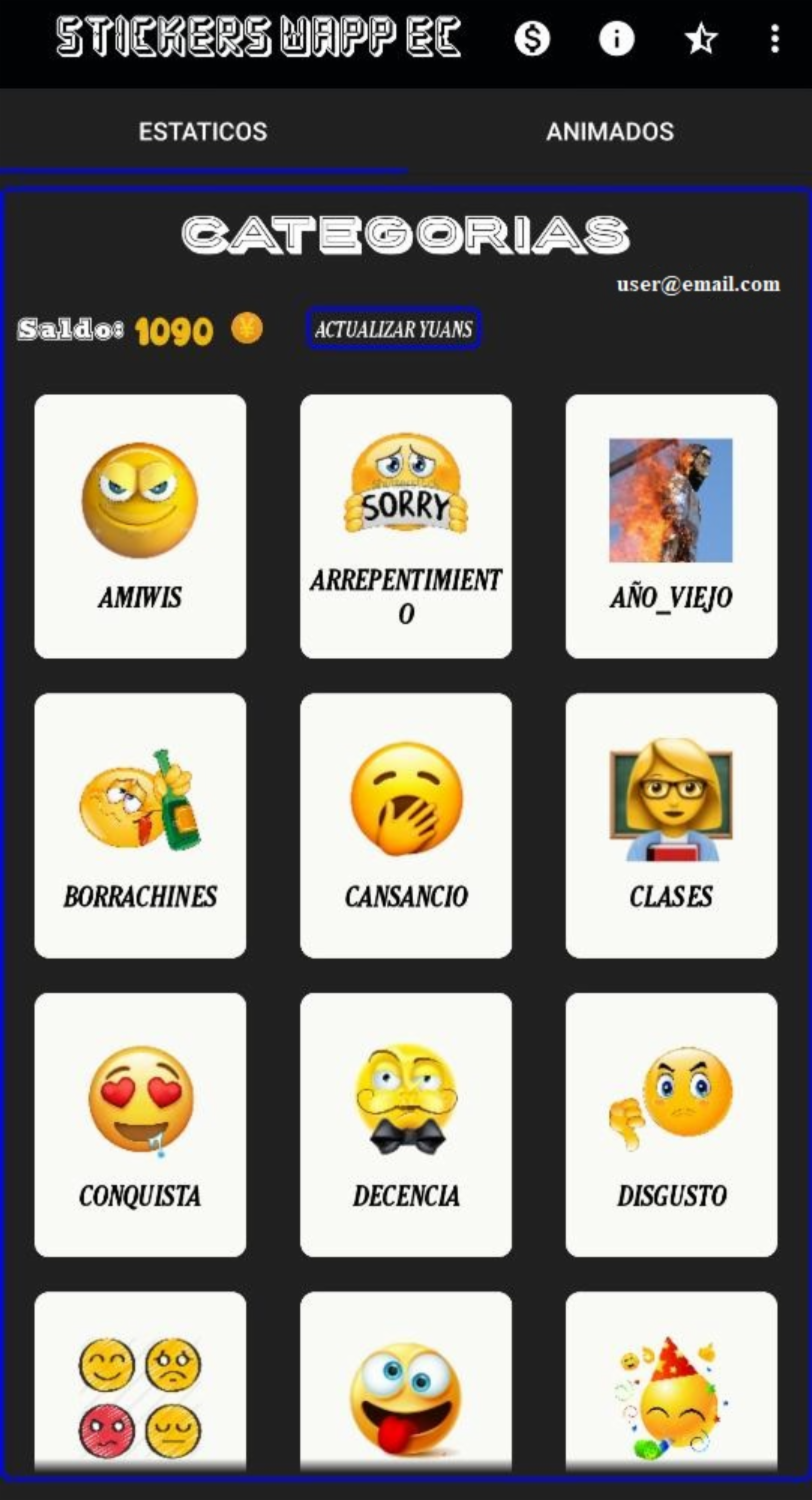 STICKERS WAPP EC
ESTATICOS ANIMADOS
CATEGORIAS
user@email.com
Saldo: 1090 ¥ ACTUALIZAR YUANS
SORRY
AMIWIS
ARREPENTIMIENT
O
AÑO_VIEJO
BORRACHINES CANSANCIO CLASES
CONQUISTA DECENCIA DISGUSTO